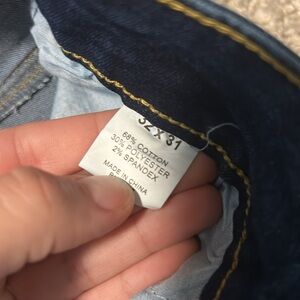 32 X 31
68% COTTON
30% POLYESTER
2% SPANDEX
MADE IN CHINA